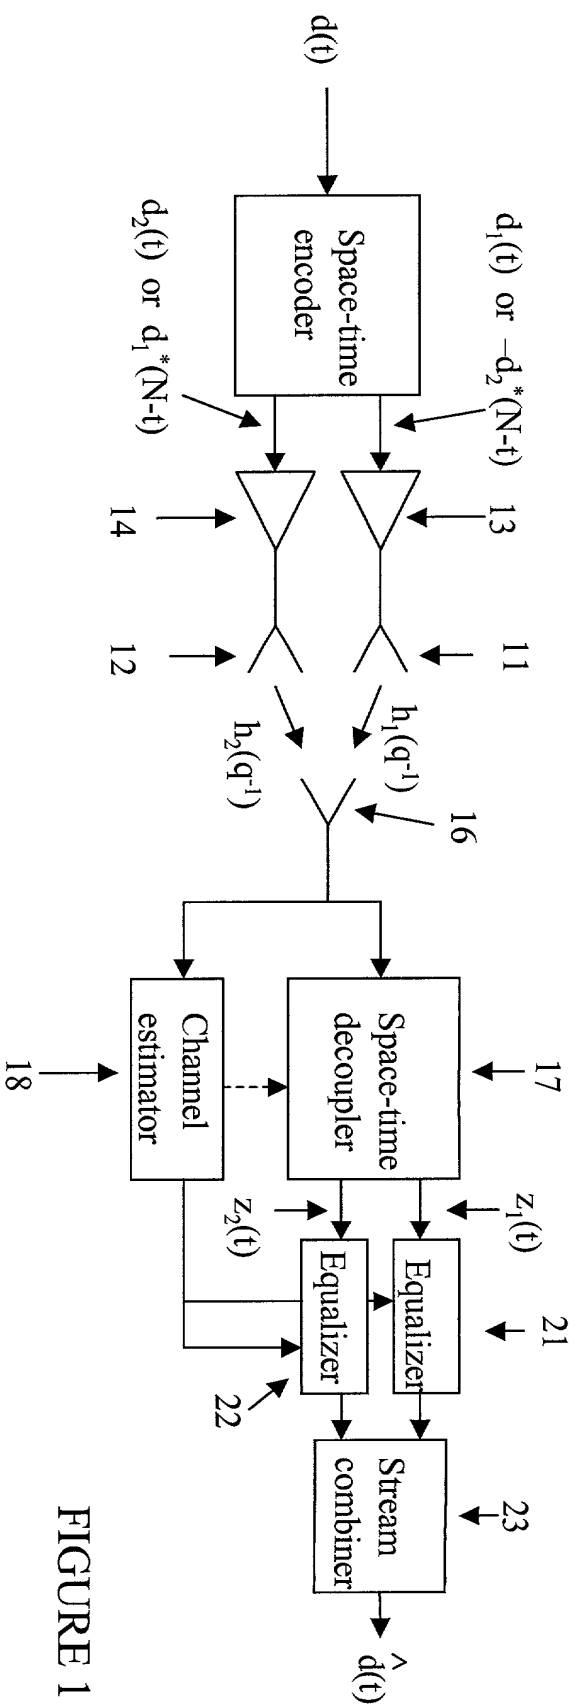 d(t)
Space-time
encoder
d₁(t) or –d₂*(N-t)
d₂(t) or d₁*(N-t)
13
14
11
12
h₁(q⁻¹)
h₂(q⁻¹)
16
Space-time
decoupler
17
Channel
estimator
18
z₁(t)
z₂(t)
Equalizer
21
Equalizer
22
Stream
combiner
23
d̂(t)
FIGURE 1